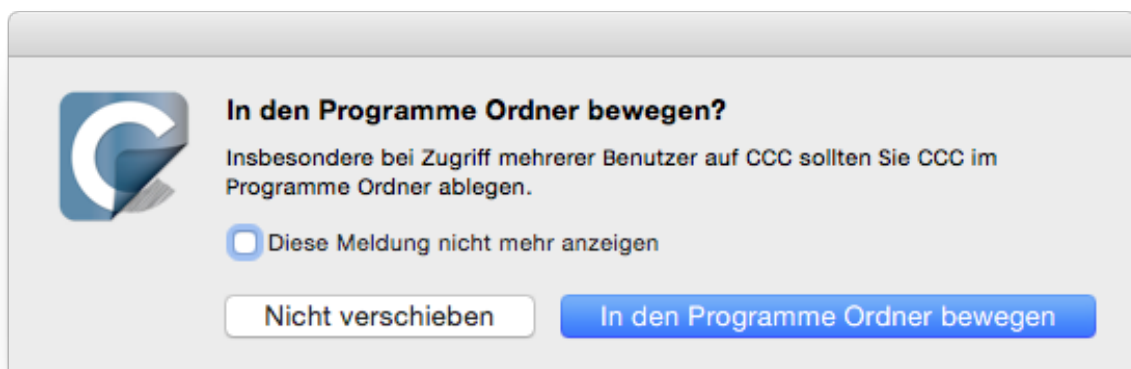 In den Programme Ordner bewegen?
Insbesondere bei Zugriff mehrerer Benutzer auf CCC sollten Sie CCC im
Programme Ordner ablegen.
Diese Meldung nicht mehr anzeigen
Nicht verschieben
In den Programme Ordner bewegen